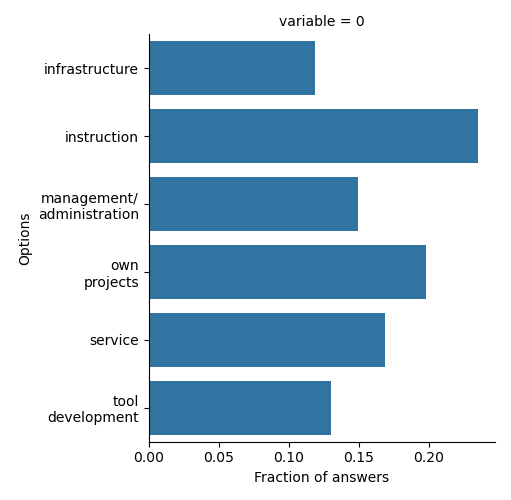 variable = 0
infrastructure
instruction
management/
administration
own
projects
service
tool
development
Options
0.00 0.05 0.10 0.15 0.20
Fraction of answers